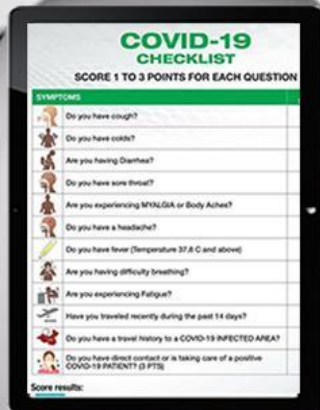 COVID-19
CHECKLIST
SCORE 1 TO 3 POINTS FOR EACH QUESTION
SYMPTOMS
Do you have cough?
Do you have colds?
Are you having Diarrhea?
Do you have sore throat?
Are you experiencing MYALGIA or Body Aches?
Do you have a headache?
Do you have fever (Temperature 37.8 C and above)
Are you having difficulty breathing?
Are you experiencing Fatigue?
Have you traveled recently during the past 14 days?
Do you have a travel history to a COVID-19 INFECTED AREA?
Do you have direct contact or is taking care of a positive
COVID-19 PATIENT? (3 PTS)
Score results: